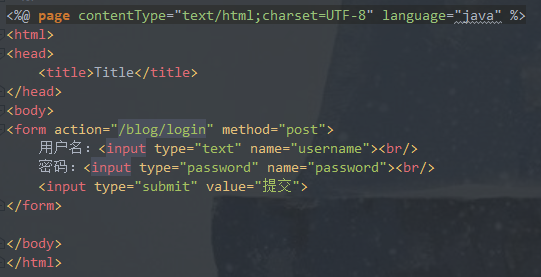 <%@ page contentType="text/html;charset=UTF-8" language="java" %>
<html>
<head>
    <title>Title</title>
</head>
<body>
<form action="/blog/login" method="post">
    用户名：<input type="text" name="username"><br/>
    密码：<input type="password" name="password"><br/>
    <input type="submit" value="提交">
</form>

</body>
</html>